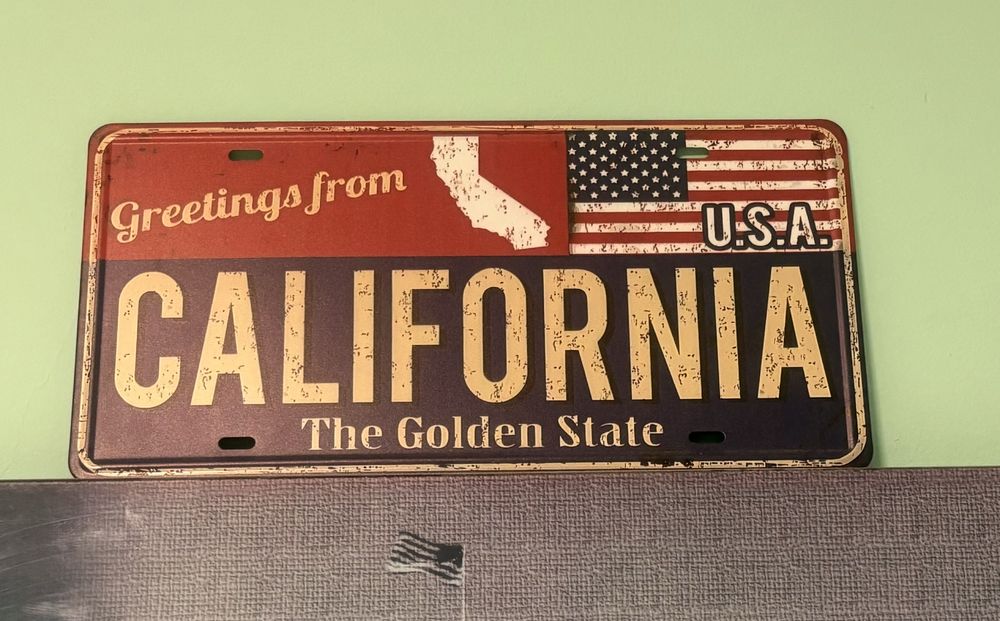 Greetings from
U.S.A.
CALIFORNIA
The Golden State